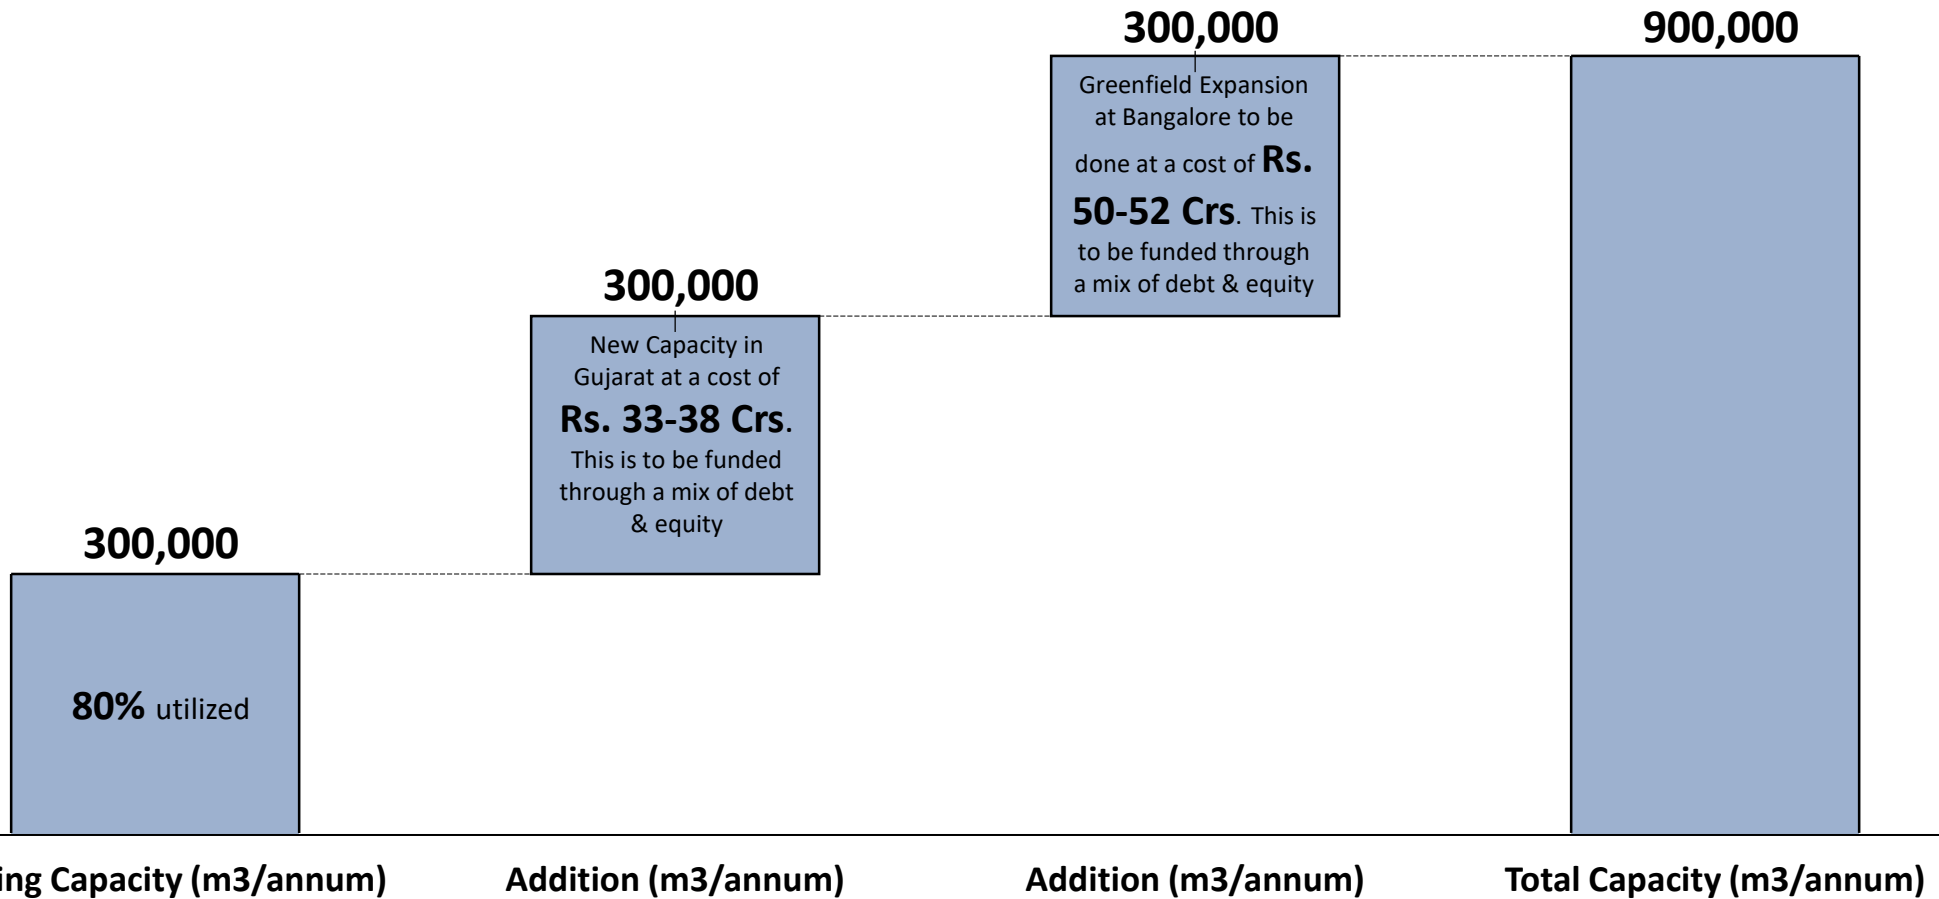 300,000
80% utilized
ing Capacity (m3/annum)
300,000
New Capacity in
Gujarat at a cost of
Rs. 33-38 Crs.
This is to be funded
through a mix of debt
& equity
Addition (m3/annum)
300,000
Greenfield Expansion
at Bangalore to be
done at a cost of Rs.
50-52 Crs. This is
to be funded through
a mix of debt & equity
Addition (m3/annum)
900,000
Total Capacity (m3/annum)